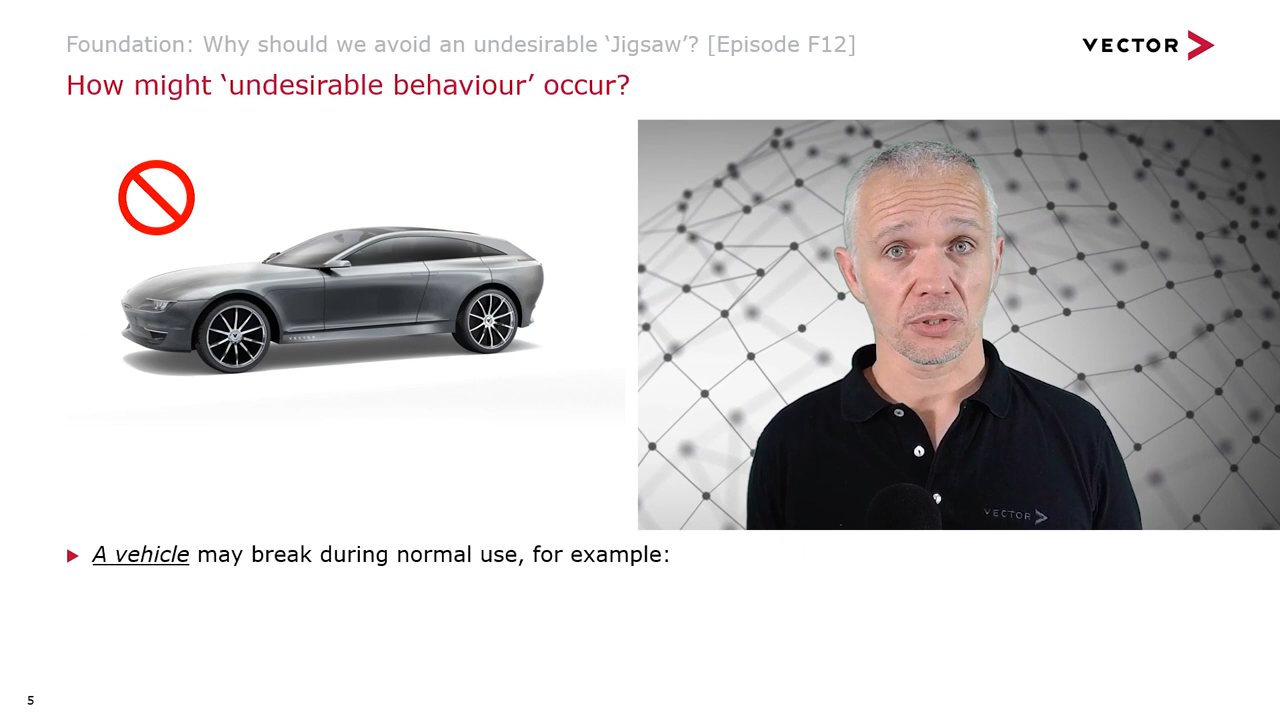 Foundation: Why should we avoid an undesirable ‘Jigsaw’? [Episode F12]
VECTOR
How might ‘undesirable behaviour’ occur?
VECTOR
VECTOR
A vehicle may break during normal use, for example:
5